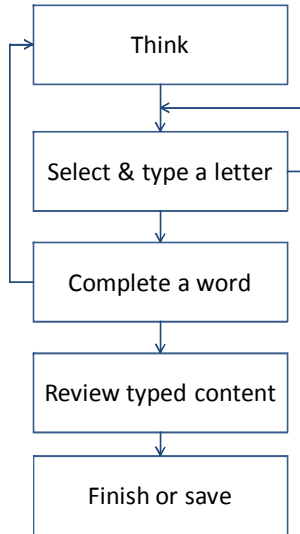 Think
Select & type a letter
Complete a word
Review typed content
Finish or save